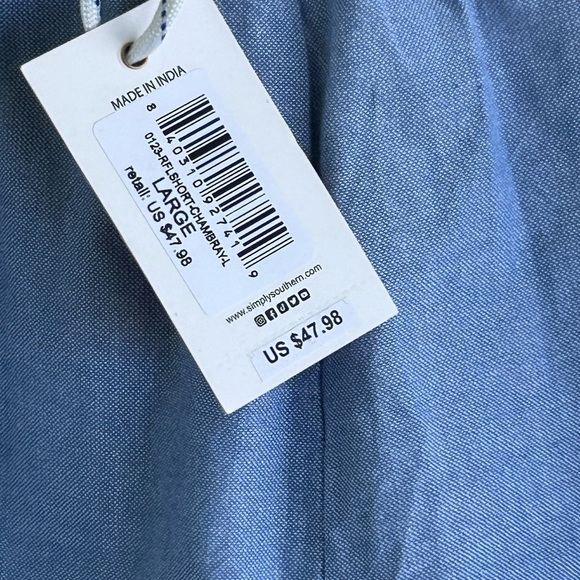 MADE IN INDIA
8 40310 92741 9
0123-RFLSHORT-CHAMBRAY-L
LARGE
retail: US $47.98
www.simplysouthern.com
US $47.98